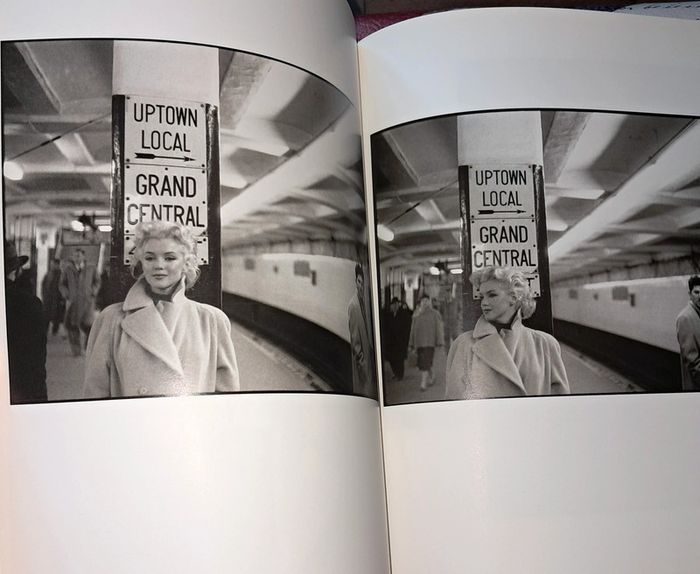 UPTOWN
LOCAL
GRAND
CENTRAL
UPTOWN
LOCAL
GRAND
CENTRAL